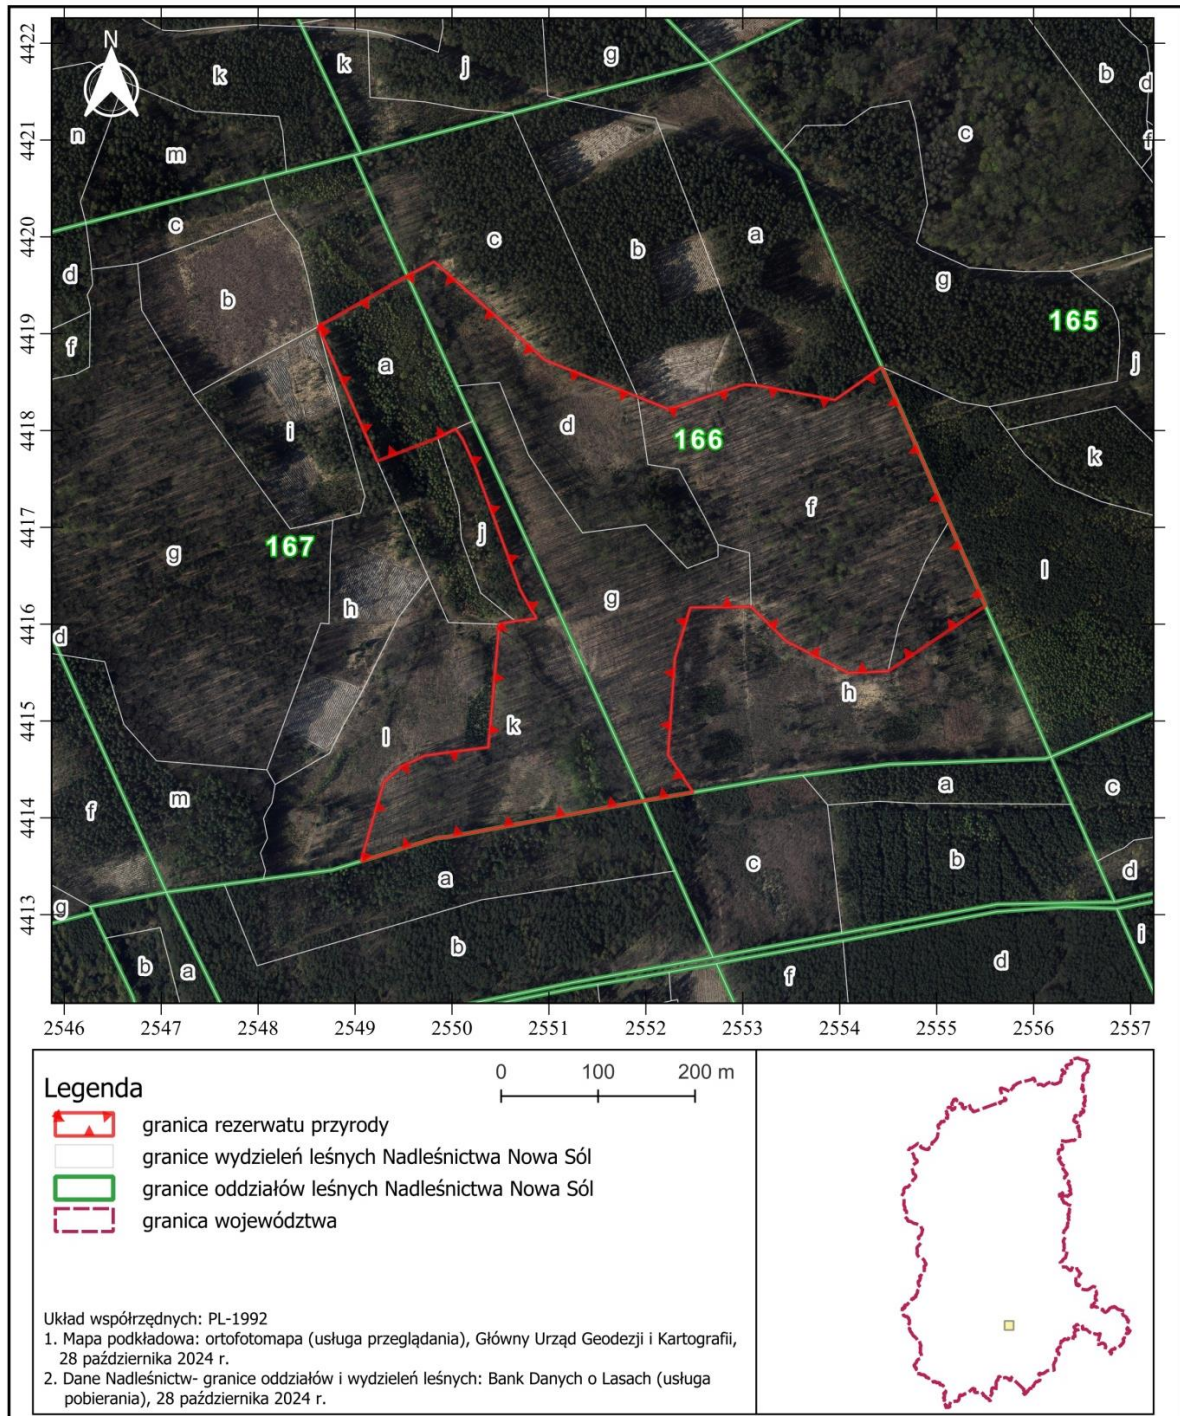 N
4422
4421
4420
4419
4418
4417
4416
4415
4414
4413
k
k
j
g
b
d
n
m
c
f
c
c
b
a
d
g
b
165
f
a
j
i
d
166
k
f
g
167
j
l
h
g
d
h
k
l
m
f
a
c
a
c
b
d
g
b
a
b
f
d
i
2546 2547 2548 2549 2550 2551 2552 2553 2554 2555 2556 2557
Legenda
0 100 200 m
granica rezerwatu przyrody
granice wydzieleń leśnych Nadleśnictwa Nowa Sól
granice oddziałów leśnych Nadleśnictwa Nowa Sól
granica województwa
Układ współrzędnych: PL-1992
1. Mapa podkładowa: ortofotomapa (usługa przeglądania), Główny Urząd Geodezji i Kartografii,
28 października 2024 r.
2. Dane Nadleśnictw- granice oddziałów i wydzieleń leśnych: Bank Danych o Lasach (usługa
pobierania), 28 października 2024 r.